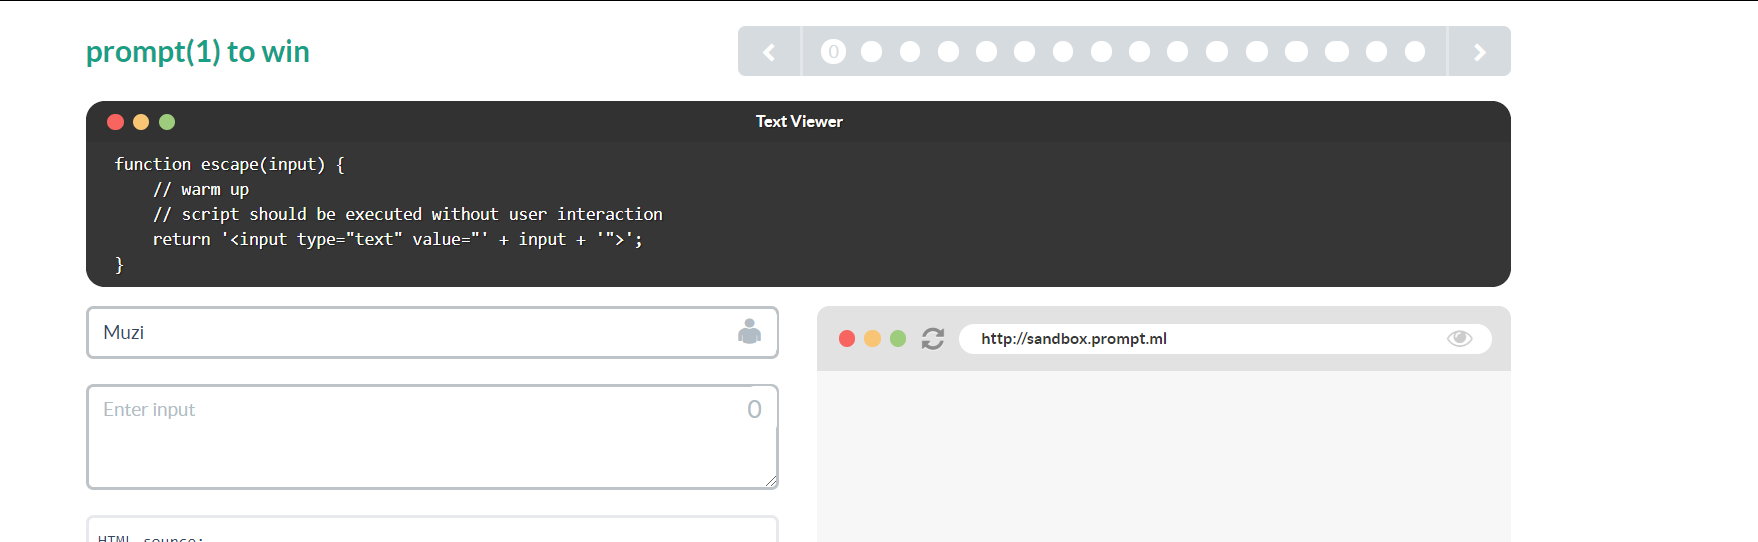 prompt(1) to win
0
Text Viewer
function escape(input) {
    // warm up
    // script should be executed without user interaction
    return '<input type="text" value="' + input + '">';
}
Muzi
http://sandbox.prompt.ml
Enter input
0
HTML source: